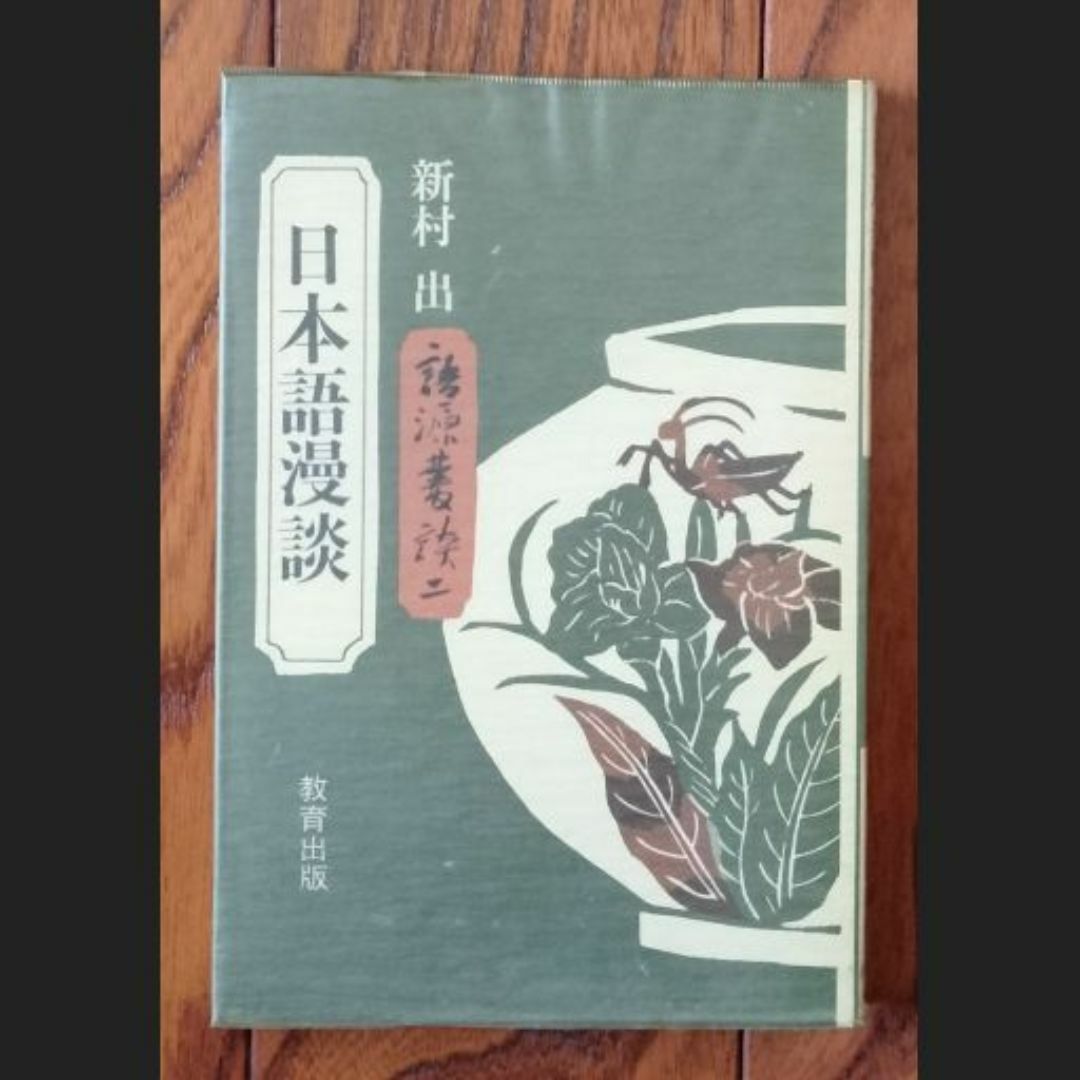 新村 出
語源叢談 二
日本語漫談
教育出版